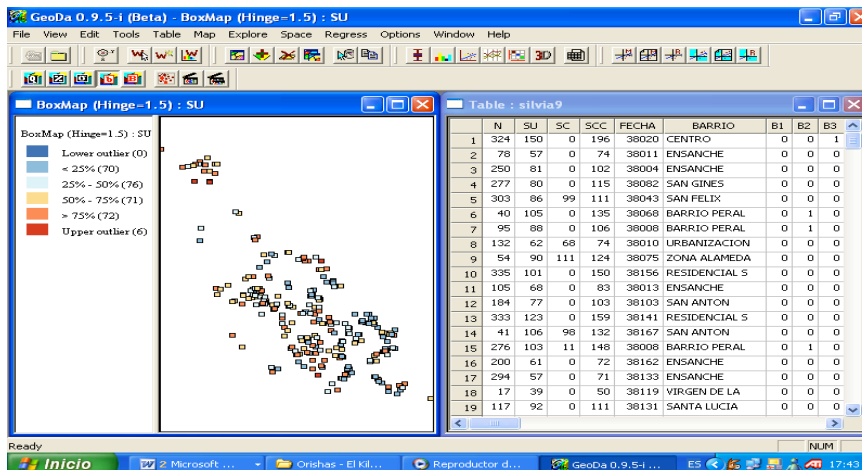 GeoDa 0.9.5-i (Beta) - BoxMap (Hinge=1.5) : SU
File View Edit Tools Table Map Explore Space Regress Options Window Help
3D
BoxMap (Hinge=1.5) : SU
BoxMap (Hinge=1.5) : SU
Lower outlier (0)
< 25% (70)
25% - 50% (76)
50% - 75% (71)
> 75% (72)
Upper outlier (6)
Table : silvia9
N SU SC SCC FECHA BARRIO B1 B2 B3
1 324 150 0 196 38020 CENTRO 0 0 1
2 78 57 0 74 38011 ENSANCHE 0 0 0
3 250 81 0 102 38004 ENSANCHE 0 0 0
4 277 80 0 115 38082 SAN GINES 0 0 0
5 303 86 99 111 38043 SAN FELIX 0 0 0
6 40 105 0 135 38068 BARRIO PERAL 0 1 0
7 95 88 0 106 38008 BARRIO PERAL 0 1 0
8 132 62 68 74 38010 URBANIZACION 0 0 0
9 54 90 111 124 38075 ZONA ALAMEDA 0 0 0
10 335 101 0 150 38156 RESIDENCIAL S 0 0 0
11 105 68 0 83 38013 ENSANCHE 0 0 0
12 184 77 0 103 38103 SAN ANTON 0 0 0
13 333 123 0 159 38141 RESIDENCIAL S 0 0 0
14 41 106 98 132 38167 SAN ANTON 0 0 0
15 276 103 11 148 38008 BARRIO PERAL 0 1 0
16 200 61 0 72 38162 ENSANCHE 0 0 0
17 294 57 0 71 38133 ENSANCHE 0 0 0
18 17 39 0 50 38119 VIRGEN DE LA 0 0 0
19 117 92 0 111 38131 SANTA LUCIA 0 0 0
Ready NUM
Inicio 2 Microsoft ... Orishas - El Kil... Reproductor d... GeoDa 0.9.5-i ... ES 17:43